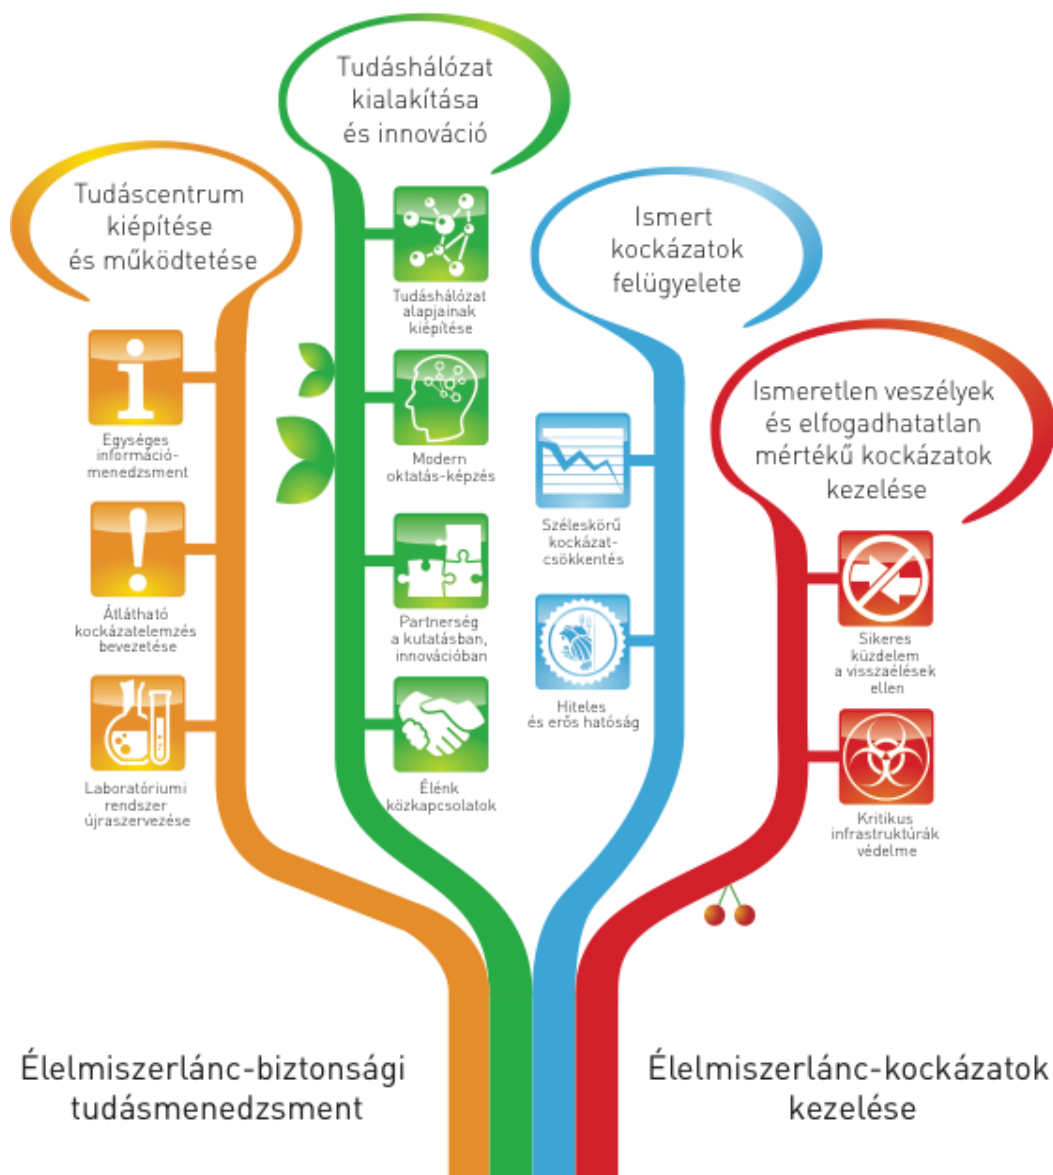 Tudáshálózat
kialakítása
és innováció
Tudáscentrum
kiépítése
és működtetése
Ismert
kockázatok
felügyelete
Ismeretlen veszélyek
és elfogadhatatlan
mértékű kockázatok
kezelése
Egységes
információ-
menedzsment
Átlátható
kockázatelemzés
bevezetése
Laboratóriumi
rendszer
újraszervezése
Tudáshálózat
alapjainak
kiépítése
Modern
oktatás-képzés
Partnerség
a kutatásban,
innovációban
Élénk
közkapcsolatok
Széleskörű
kockázat-
csökkentés
Hiteles
és erős hatóság
Sikeres
küzdelem
a visszaélések
ellen
Kritikus
infrastruktúrák
védelme
Élelmiszerlánc-biztonsági
tudásmenedzsment
Élelmiszerlánc-kockázatok
kezelése